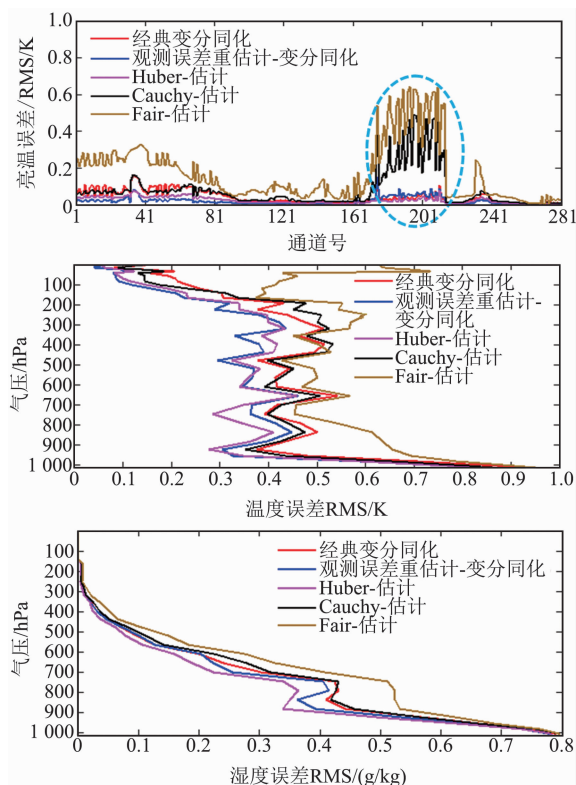 1.0
0.8
0.6
0.4
0.2
0
亮温误差/RMS/K
经典变分同化
观测误差重估计-变分同化
Huber-估计
Cauchy-估计
Fair-估计
1 41 81 121 161 201 241 281
通道号
100
200
300
400
500
600
700
800
900
1 000
气压/hPa
经典变分同化
观测误差重估计-
变分同化
Huber-估计
Cauchy-估计
Fair-估计
0 0.1 0.2 0.3 0.4 0.5 0.6 0.7 0.8 0.9 1.0
温度误差RMS/K
100
200
300
400
500
600
700
800
900
1 000
气压/hPa
经典变分同化
观测误差重估计-变分同化
Huber-估计
Cauchy-估计
Fair-估计
0 0.1 0.2 0.3 0.4 0.5 0.6 0.7 0.8
湿度误差RMS/(g/kg)